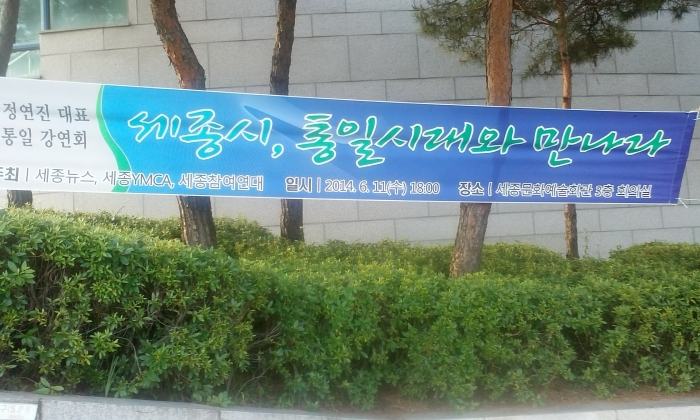 정연진 대표
통일 강연회
세종시, 통일시대와 만나다
주최 | 세종뉴스, 세종YMCA, 세종참여연대 일시 | 2014. 6. 11(수) 18:00 장소 | 세종문화예술회관 3층 회의실